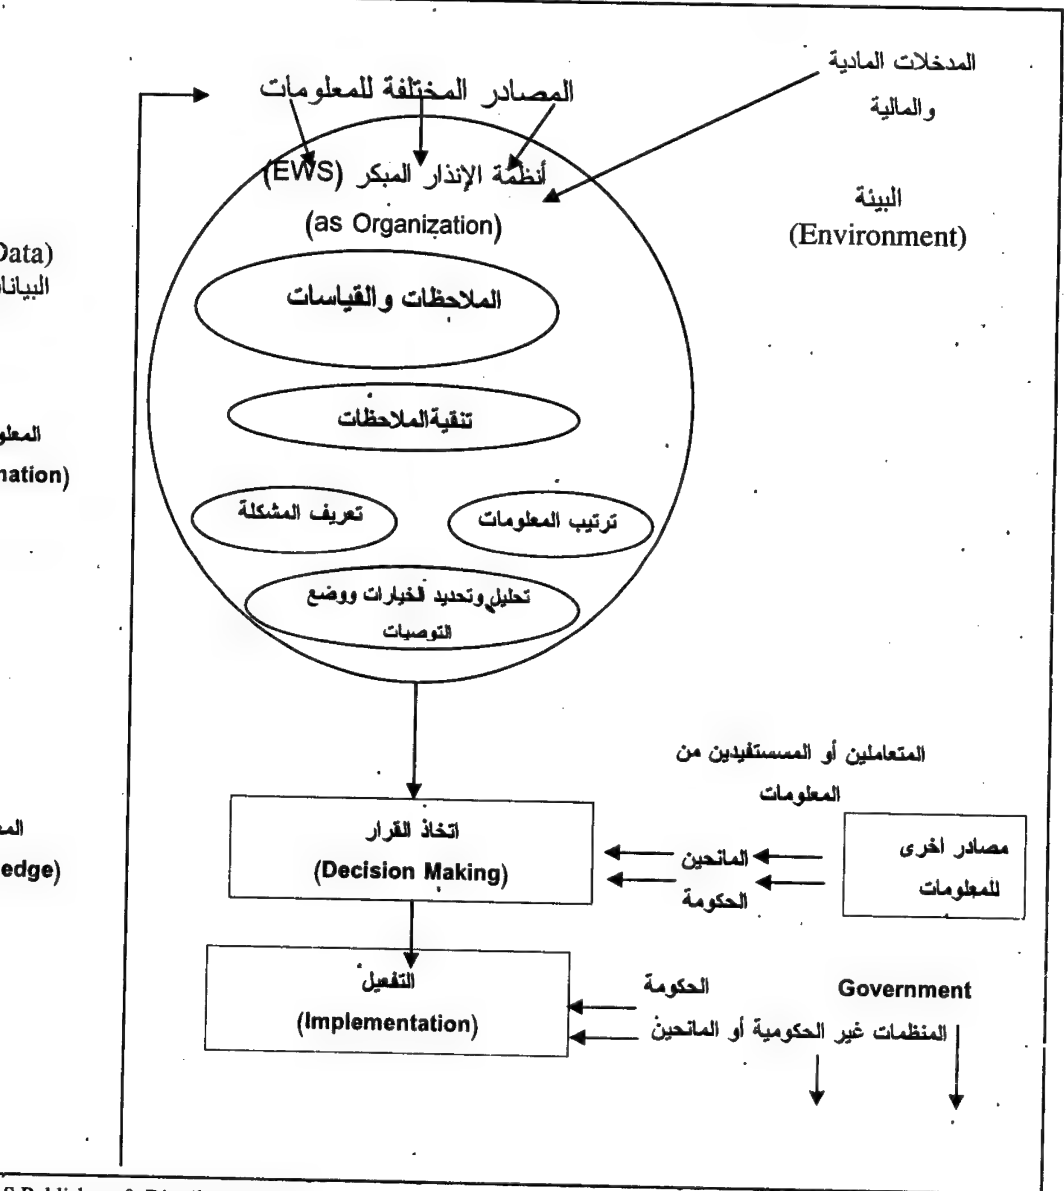 المدخلات المادية
والمالية
المصادر المختلفة للمعلومات
أنظمة الإنذار المبكر (EWS)
(as Organization)
البيئة
(Environment)
الملاحظات والقياسات
تنقية الملاحظات
ترتيب المعلومات
تعريف المشكلة
تحليل وتحديد الخيارات ووضع
التوصيات
المتعاملين أو المسستفيدين من
المعلومات
اتخاذ القرار
(Decision Making)
مصادر اخرى
للمعلومات
المانحين
الحكومة
التفعيل
(Implementation)
الحكومة
Government
المنظمات غير الحكومية أو المانحين
Data)